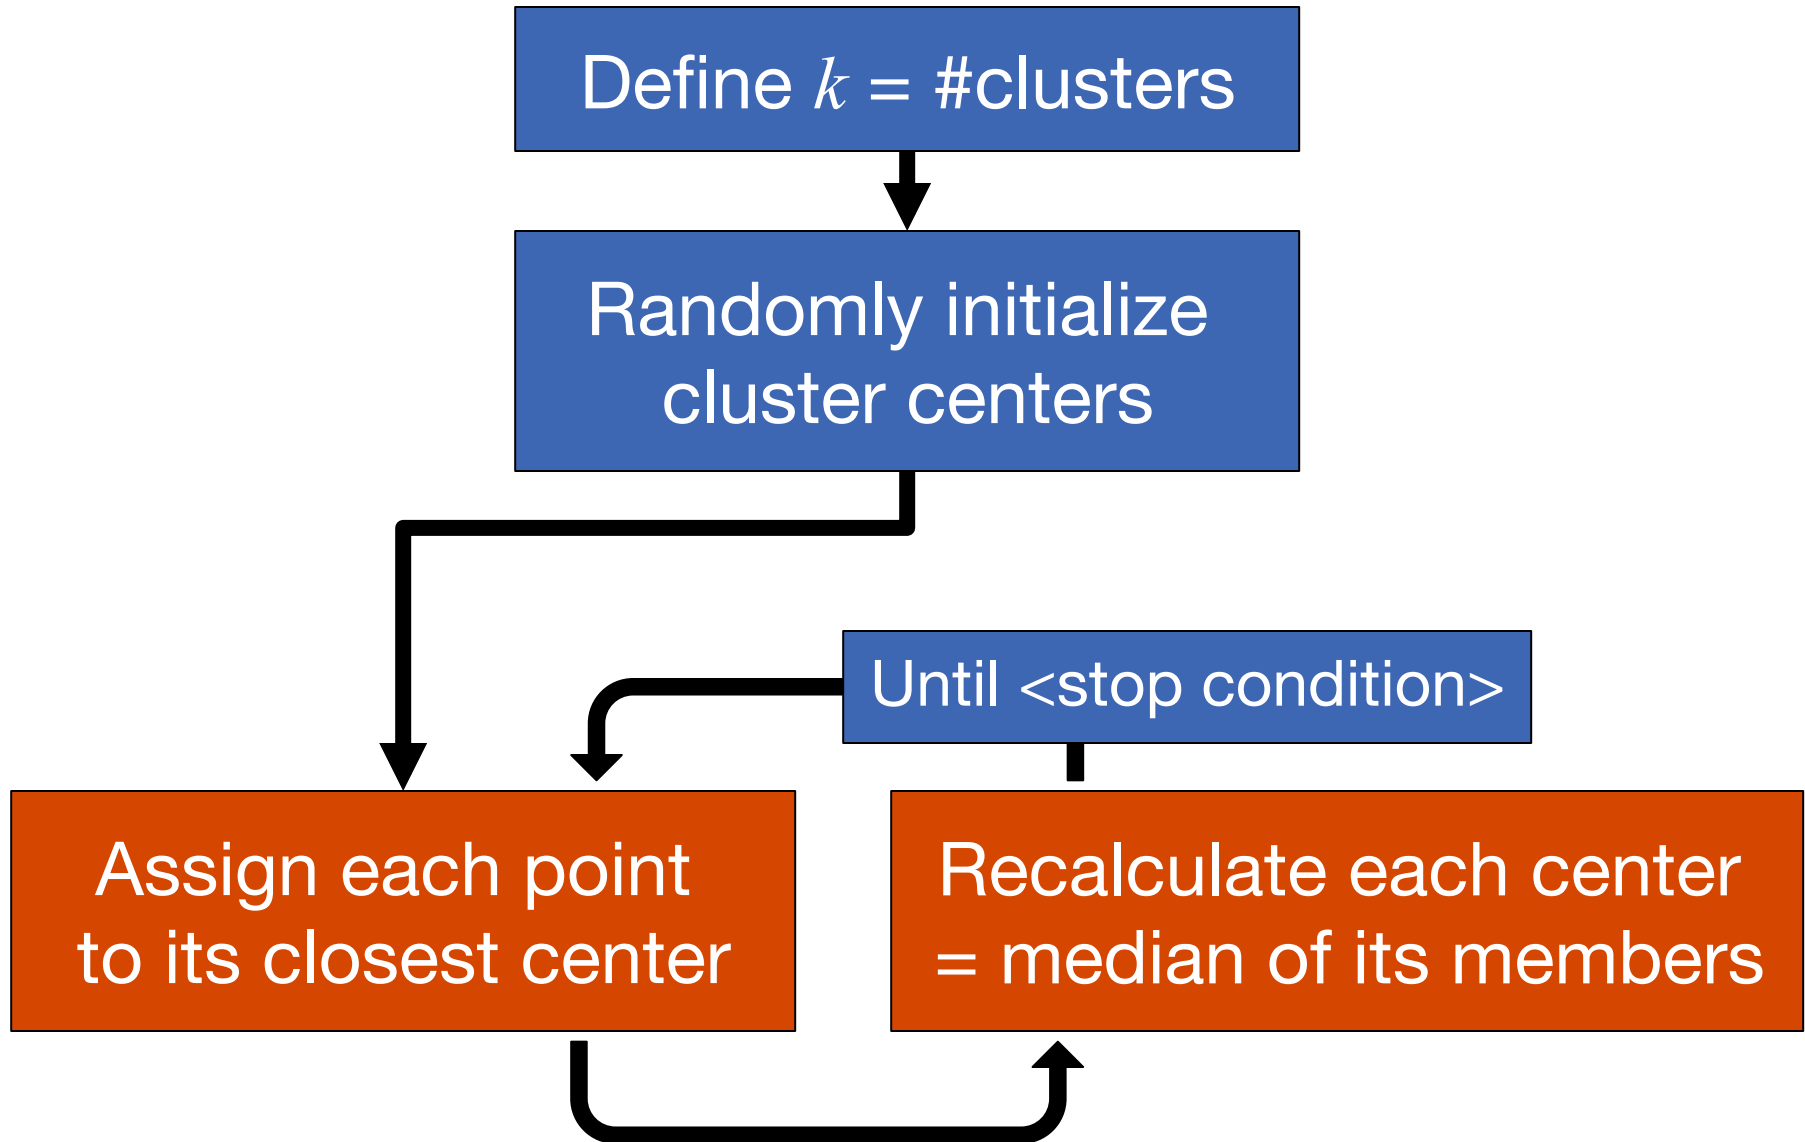 Define k = #clusters
Randomly initialize
cluster centers
Until <stop condition>
Assign each point
to its closest center
Recalculate each center
= median of its members